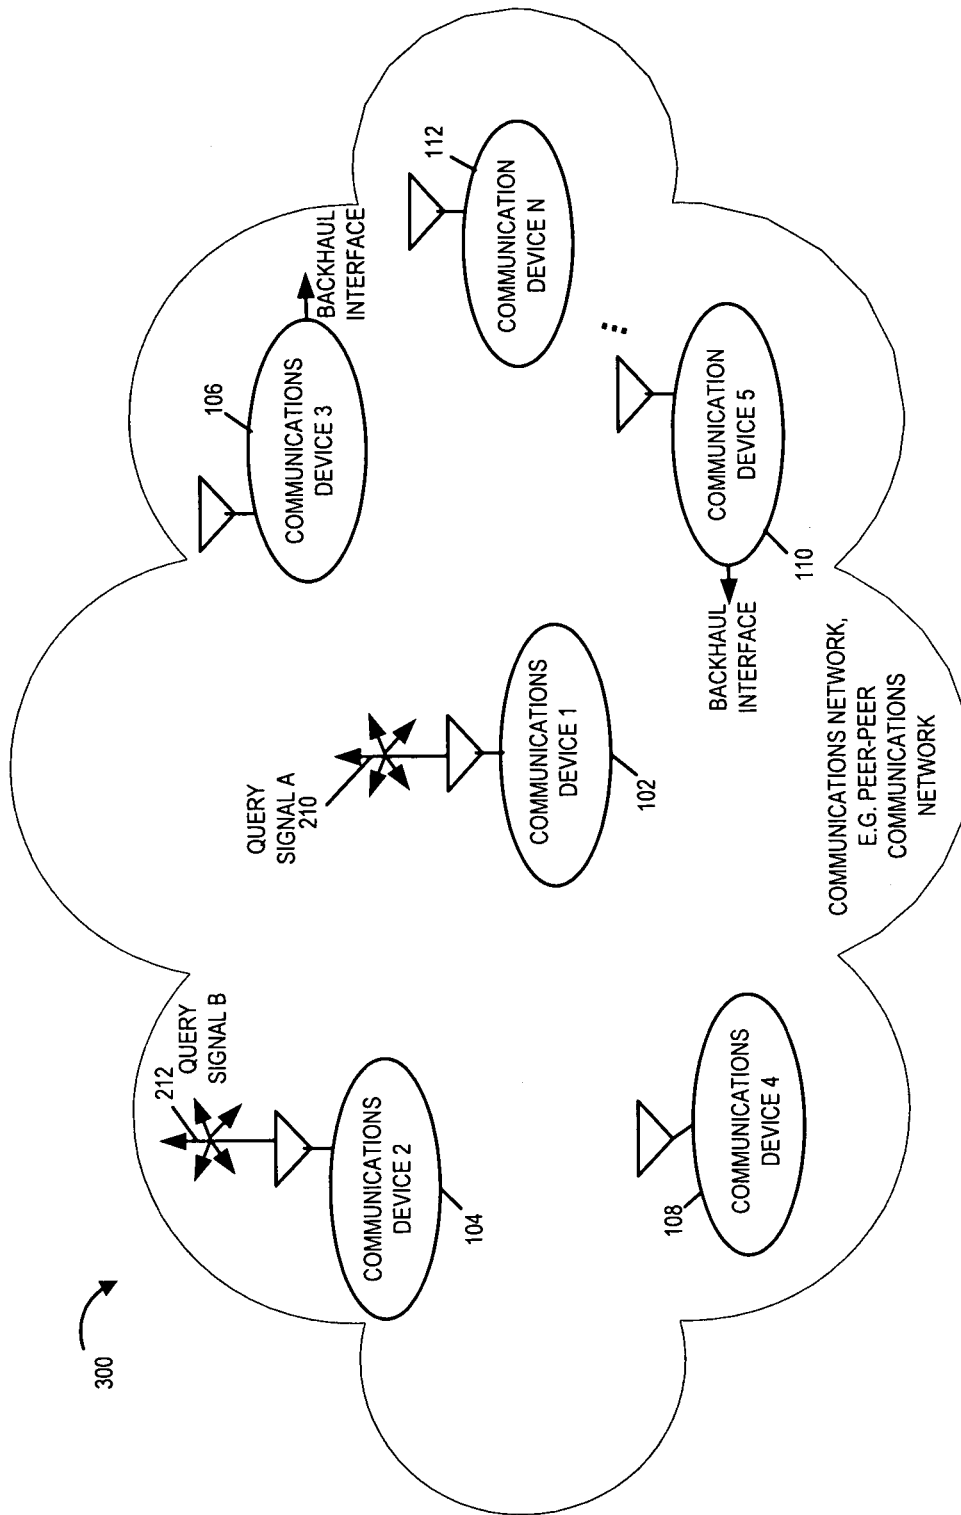 300
212
QUERY
SIGNAL B
COMMUNICATIONS
DEVICE 2
104
QUERY
SIGNAL A
210
COMMUNICATIONS
DEVICE 1
102
106
COMMUNICATIONS
DEVICE 3
BACKHAUL
INTERFACE
112
COMMUNICATION
DEVICE N
...
108
COMMUNICATIONS
DEVICE 4
BACKHAUL
INTERFACE
COMMUNICATION
DEVICE 5
110
COMMUNICATIONS NETWORK,
E.G. PEER-PEER
COMMUNICATIONS
NETWORK